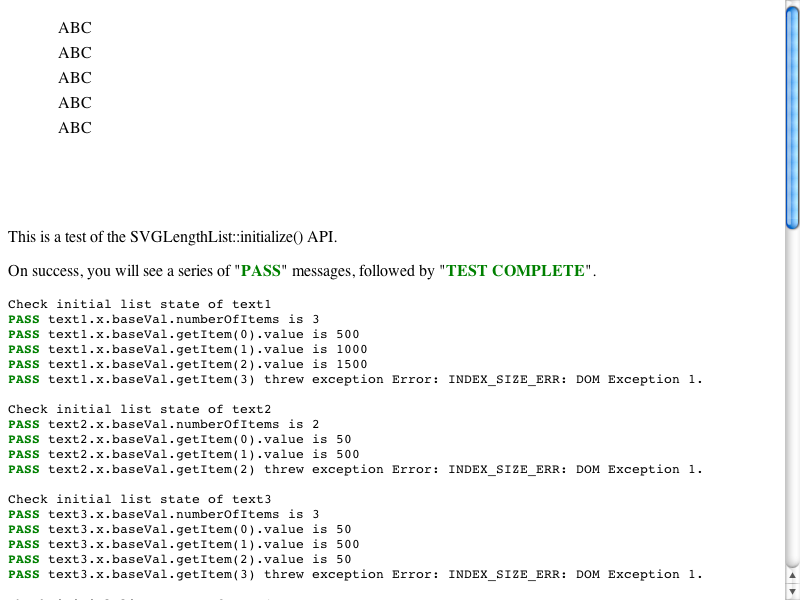 ABC
ABC
ABC
ABC
ABC
This is a test of the SVGLengthList::initialize() API.
On success, you will see a series of "PASS" messages, followed by "TEST COMPLETE".
Check initial list state of text1
PASS text1.x.baseVal.numberOfItems is 3
PASS text1.x.baseVal.getItem(0).value is 500
PASS text1.x.baseVal.getItem(1).value is 1000
PASS text1.x.baseVal.getItem(2).value is 1500
PASS text1.x.baseVal.getItem(3) threw exception Error: INDEX_SIZE_ERR: DOM Exception 1.
Check initial list state of text2
PASS text2.x.baseVal.numberOfItems is 2
PASS text2.x.baseVal.getItem(0).value is 50
PASS text2.x.baseVal.getItem(1).value is 500
PASS text2.x.baseVal.getItem(2) threw exception Error: INDEX_SIZE_ERR: DOM Exception 1.
Check initial list state of text3
PASS text3.x.baseVal.numberOfItems is 3
PASS text3.x.baseVal.getItem(0).value is 50
PASS text3.x.baseVal.getItem(1).value is 500
PASS text3.x.baseVal.getItem(2).value is 50
PASS text3.x.baseVal.getItem(3) threw exception Error: INDEX_SIZE_ERR: DOM Exception 1.